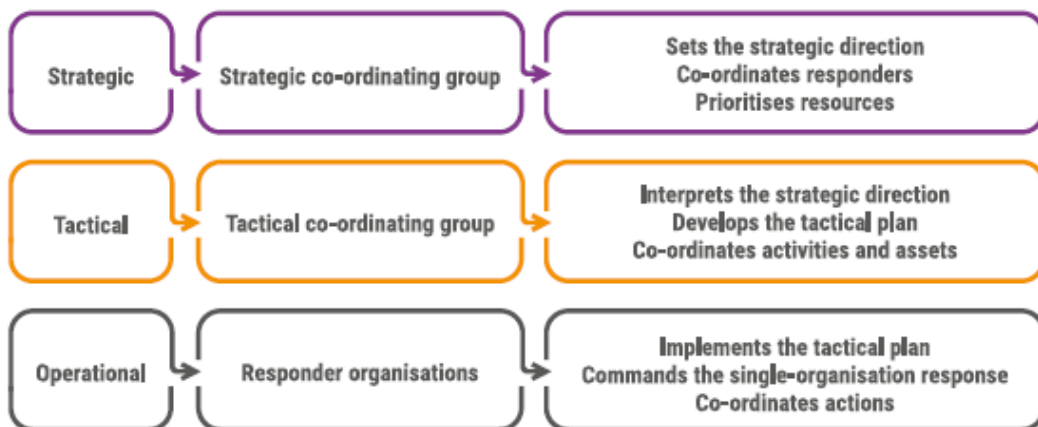 Strategic
Strategic co-ordinating group
Sets the strategic direction
Co-ordinates responders
Prioritises resources
Tactical
Tactical co-ordinating group
Interprets the strategic direction
Develops the tactical plan
Co-ordinates activities and assets
Operational
Responder organisations
Implements the tactical plan
Commands the single-organisation response
Co-ordinates actions